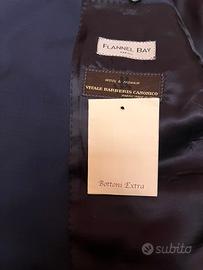 FLANNEL BAY
VITALE BARBERIS CANONICO
Bottoni Extra
subito